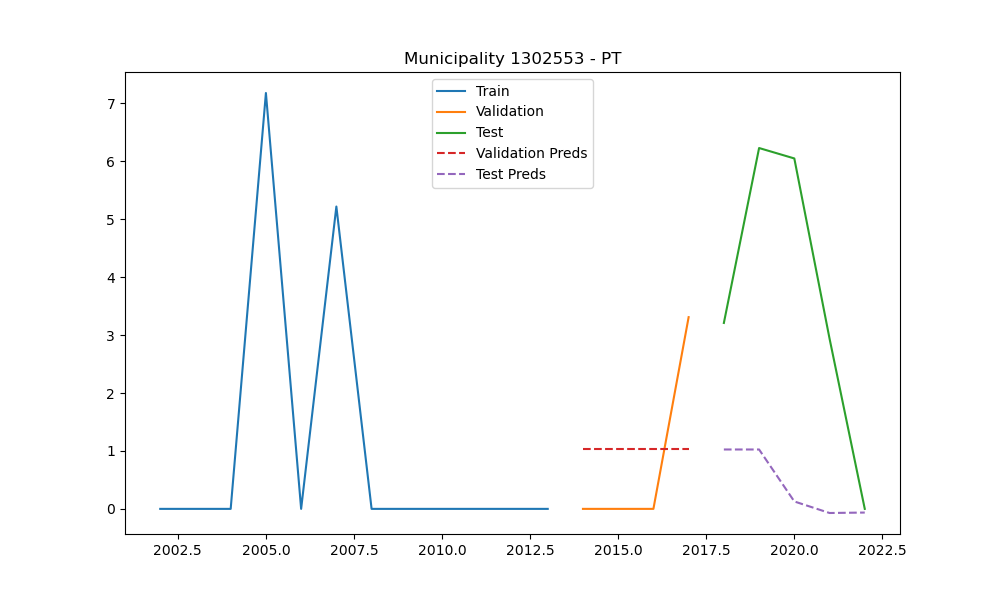 Municipality 1302553 - PT
Train
Validation
Test
Validation Preds
Test Preds
7
6
5
4
3
2
1
0
2002.5 2005.0 2007.5 2010.0 2012.5 2015.0 2017.5 2020.0 2022.5